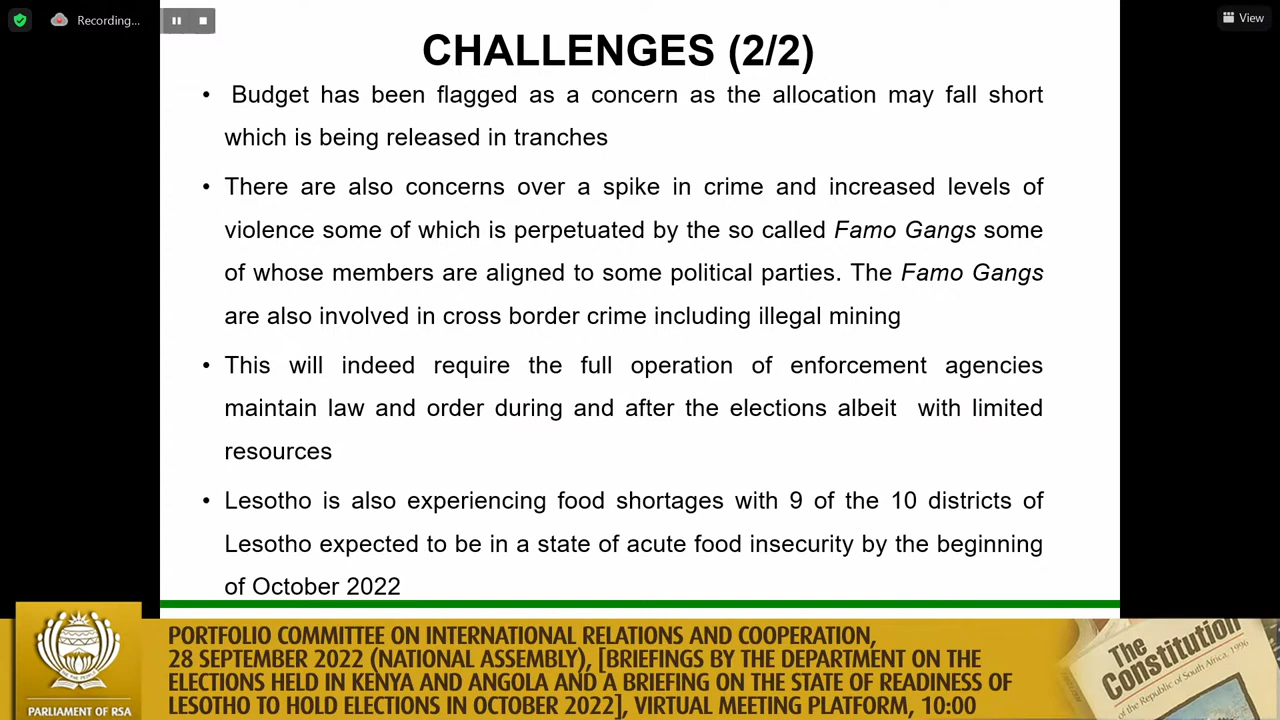 Recording...
View
CHALLENGES (2/2)
• Budget has been flagged as a concern as the allocation may fall short
which is being released in tranches
• There are also concerns over a spike in crime and increased levels of
violence some of which is perpetuated by the so called Famo Gangs some
of whose members are aligned to some political parties. The Famo Gangs
are also involved in cross border crime including illegal mining
• This will indeed require the full operation of enforcement agencies
maintain law and order during and after the elections albeit with limited
resources
• Lesotho is also experiencing food shortages with 9 of the 10 districts of
Lesotho expected to be in a state of acute food insecurity by the beginning
of October 2022
PORTFOLIO COMMITTEE ON INTERNATIONAL RELATIONS AND COOPERATION,
28 SEPTEMBER 2022 (NATIONAL ASSEMBLY), [BRIEFINGS BY THE DEPARTMENT ON THE
ELECTIONS HELD IN KENYA AND ANGOLA AND A BRIEFING ON THE STATE OF READINESS OF
LESOTHO TO HOLD ELECTIONS IN OCTOBER 2022], VIRTUAL MEETING PLATFORM, 10:00
PARLIAMENT OF RSA
The
Constitution
of the Republic of South Africa, 1996